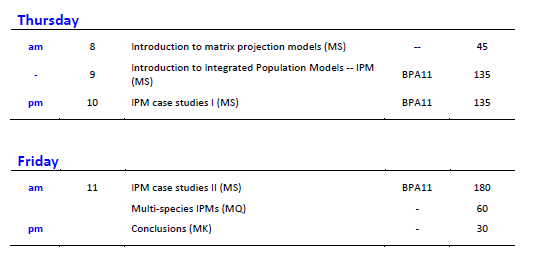 Thursday
am 8 Introduction to matrix projection models (MS) -- 45
- 9 Introduction to Integrated Population Models -- IPM (MS) BPA11 135
pm 10 IPM case studies I (MS) BPA11 135
Friday
am 11 IPM case studies II (MS) BPA11 180
Multi-species IPMs (MQ) - 60
pm Conclusions (MK) - 30